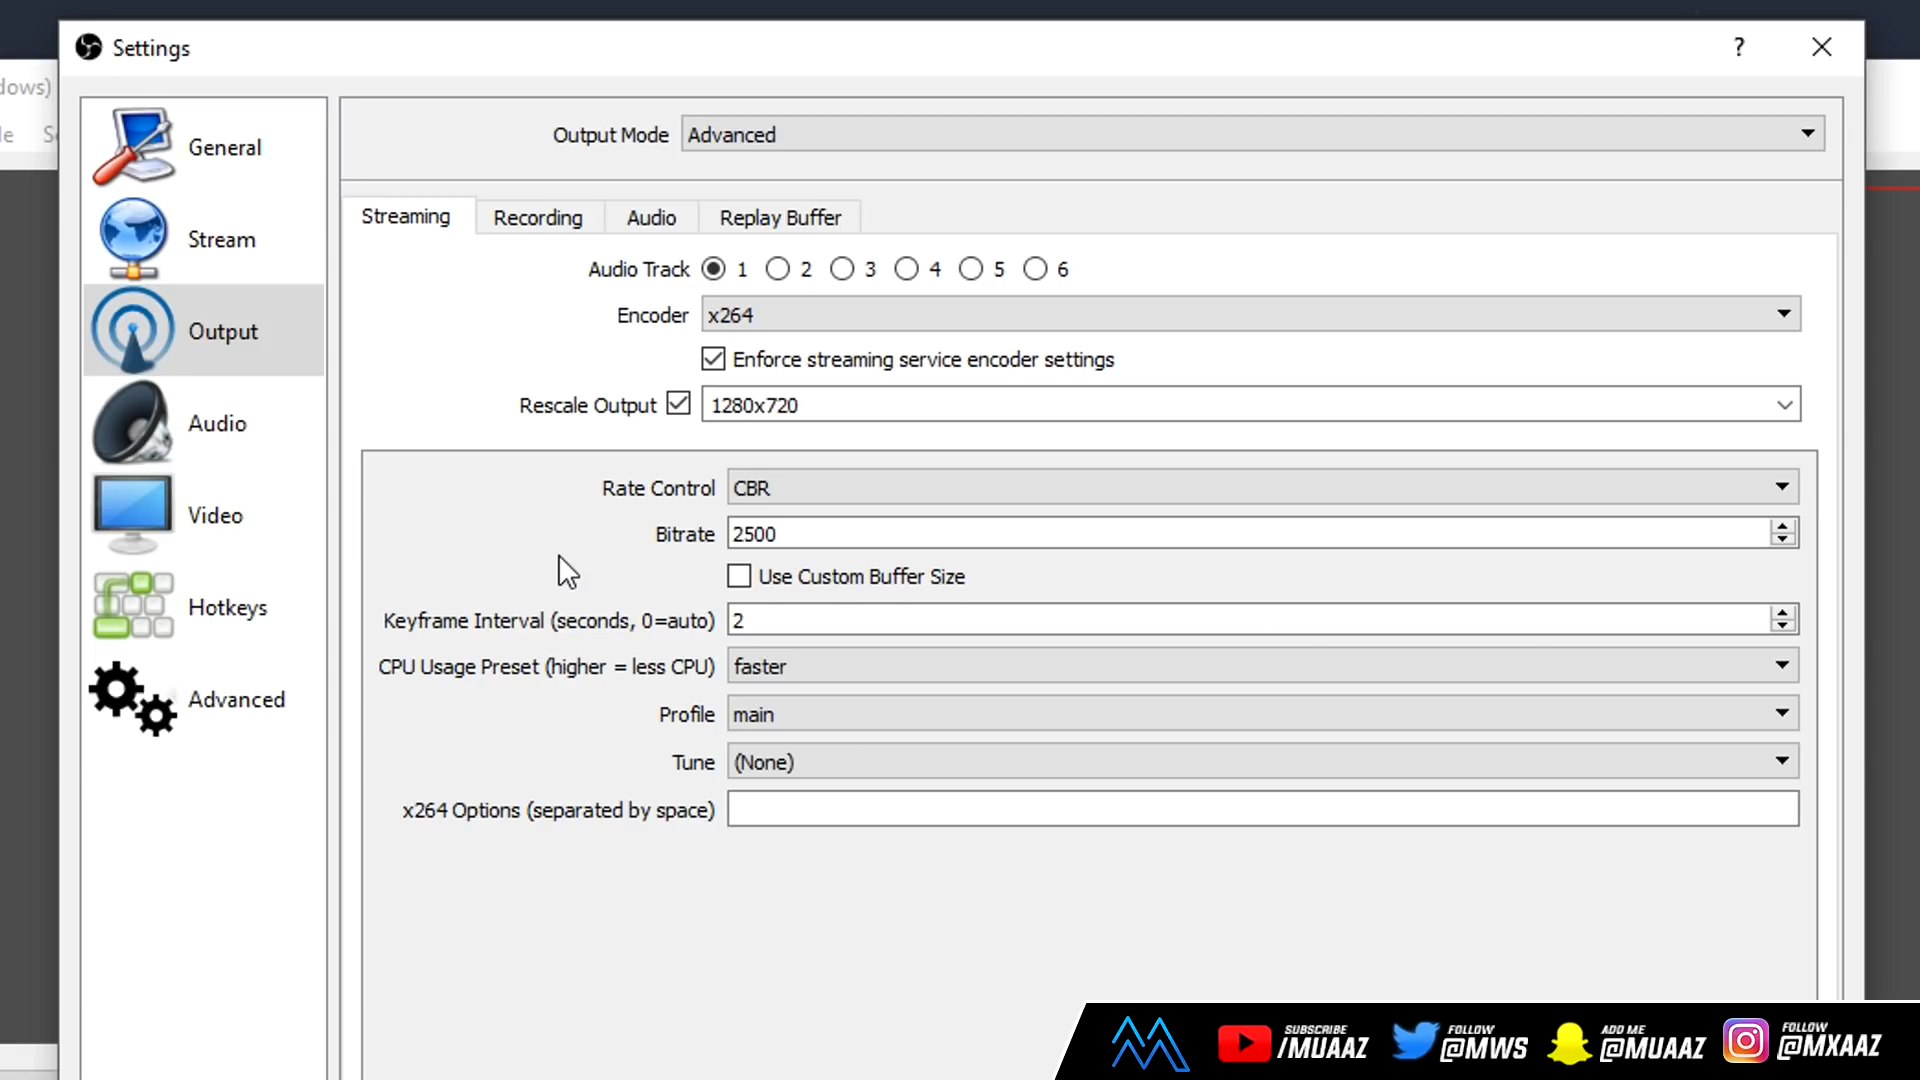 Settings
?
dows)
le
General
Stream
Output
Audio
Video
Hotkeys
Advanced
Output Mode Advanced
Streaming Recording Audio Replay Buffer
Audio Track 1 2 3 4 5 6
Encoder x264
Enforce streaming service encoder settings
Rescale Output 1280x720
Rate Control CBR
Bitrate 2500
Use Custom Buffer Size
Keyframe Interval (seconds, 0=auto) 2
CPU Usage Preset (higher = less CPU) faster
Profile main
Tune (None)
x264 Options (separated by space)
SUBSCRIBE
/MUAAZ
FOLLOW
@MWS
ADD ME
@MUAAZ
FOLLOW
@MXAAZ